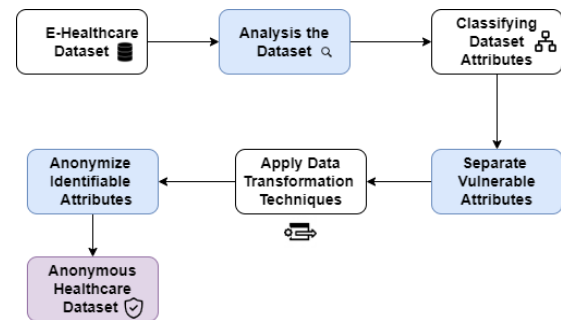 E-Healthcare
Dataset
Analysis the
Dataset
Classifying
Dataset
Attributes
Anonymize
Identifiable
Attributes
Apply Data
Transformation
Techniques
Separate
Vulnerable
Attributes
Anonymous
Healthcare
Dataset